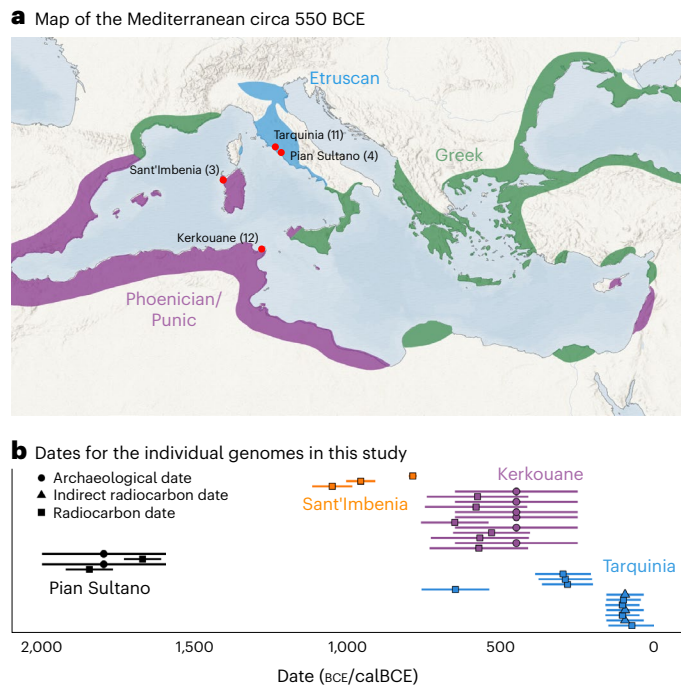 a Map of the Mediterranean circa 550 BCE
Etruscan
Tarquinia (11)
Pian Sultano (4)
Greek
Sant'Imbenia (3)
Kerkouane (12)
Phoenician/
Punic
b Dates for the individual genomes in this study
Kerkouane
Archaeological date
Indirect radiocarbon date
Radiocarbon date
Sant'Imbenia
Tarquinia
Pian Sultano
2,000 1,500 1,000 500 0
Date (BCE/calBCE)